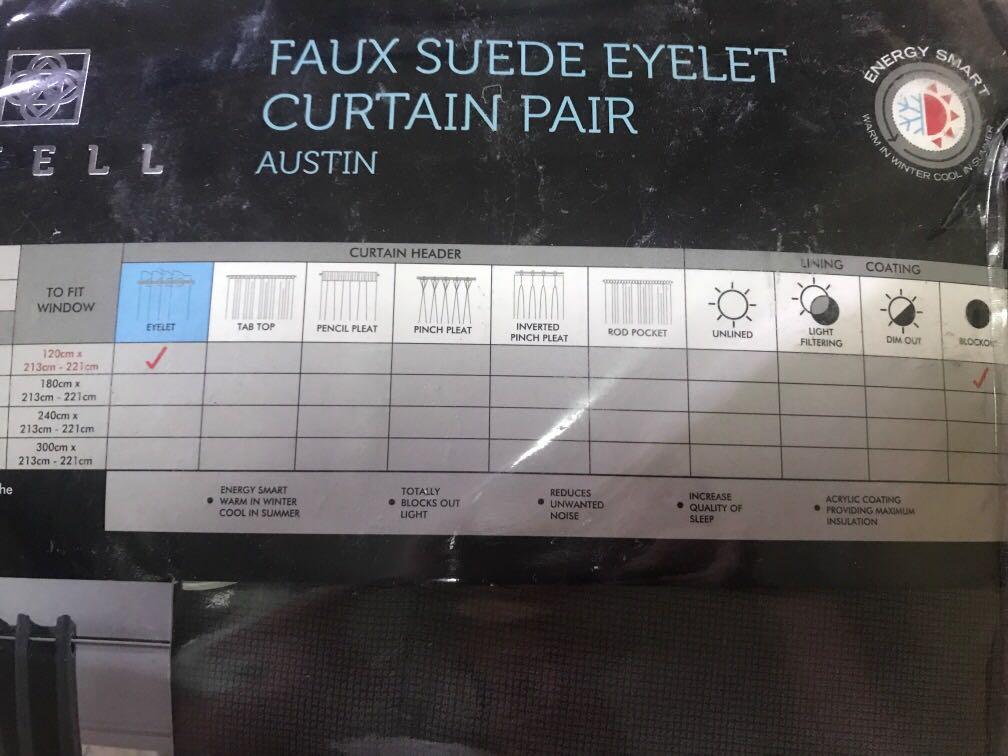 FAUX SUEDE EYELET
CURTAIN PAIR
AUSTIN
ELL
ENERGY SMART
WARM IN WINTER COOL IN SUMMER
CURTAIN HEADER
LINING COATING
TO FIT
WINDOW
EYELET
TAB TOP
PENCIL PLEAT
PINCH PLEAT
INVERTED
PINCH PLEAT
ROD POCKET
UNLINED
LIGHT
FILTERING
DIM OUT
BLOCKOUT
120cm x
213cm - 221cm
180cm x
213cm - 221cm
240cm x
213cm - 221cm
300cm x
213cm - 221cm
he
• ENERGY SMART
WARM IN WINTER
COOL IN SUMMER
• TOTALLY
BLOCKS OUT
LIGHT
• REDUCES
UNWANTED
NOISE
• INCREASE
QUALITY OF
SLEEP
• ACRYLIC COATING
PROVIDING MAXIMUM
INSULATION